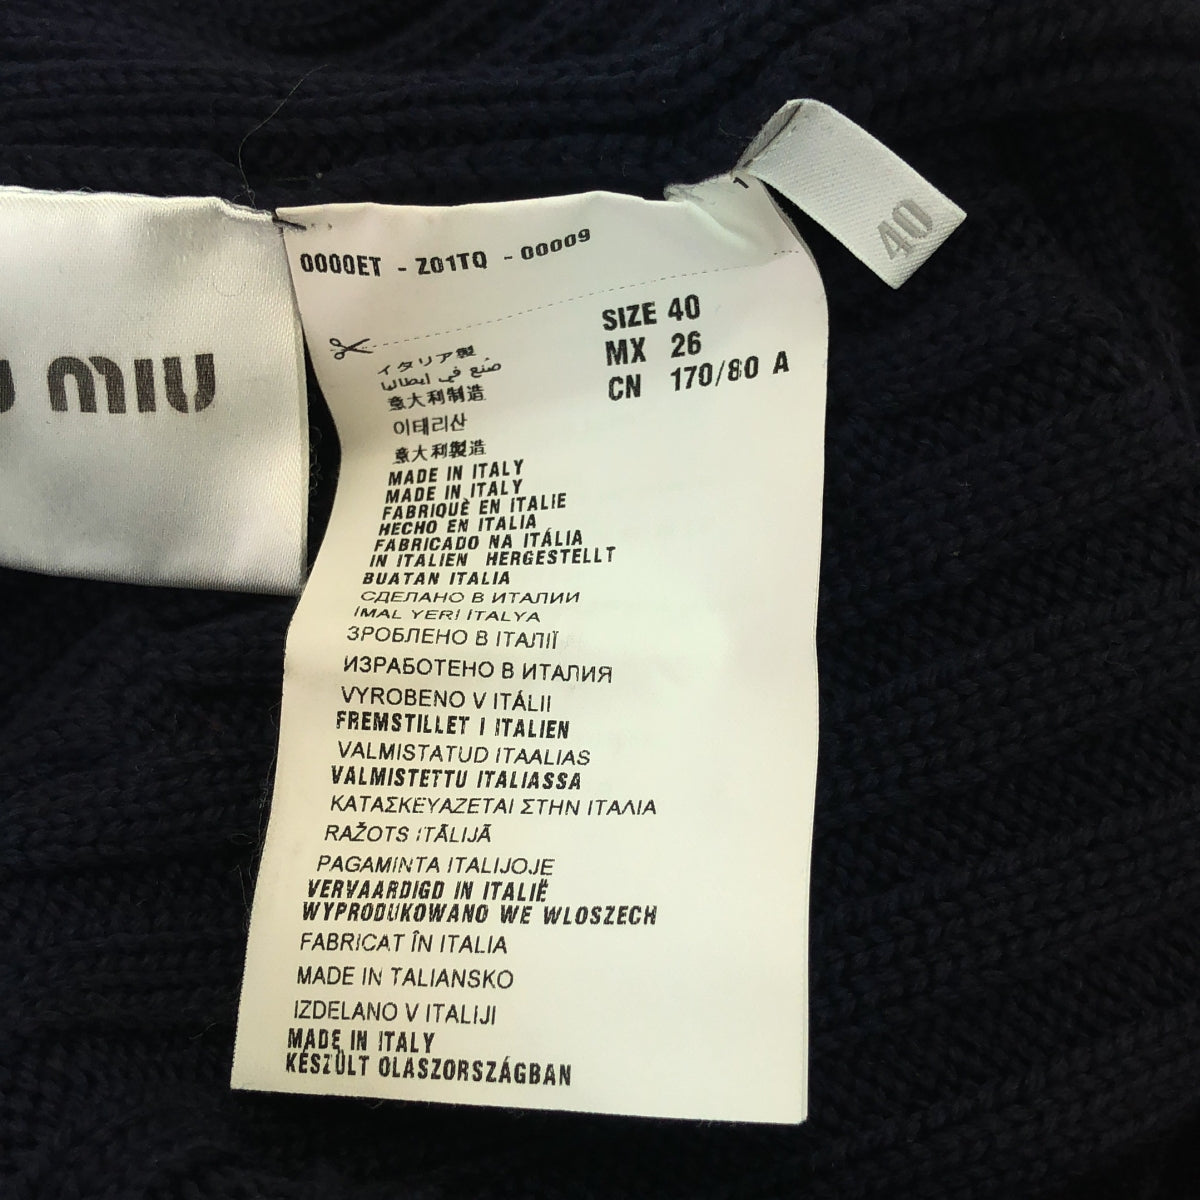 MIU
40
1
0000ET - Z01TQ - 00009
SIZE 40
MX 26
CN 170/80 A
イタリア製
صنع في ايطاليا
意大利制造
이태리산
意大利製造
MADE IN ITALY
MADE IN ITALY
FABRIQUÈ EN ITALIE
HECHO EN ITALIA
FABRICADO NA ITÁLIA
IN ITALIEN HERGESTELLT
BUATAN ITALIA
СДЕЛАНО В ИТАЛИИ
IMAL YERI ITALYA
ЗРОБЛЕНО В ІТАЛІЇ
ИЗРАБОТЕНО В ИТАЛИЯ
VYROBENO V ITÁLII
FREMSTILLET I ITALIEN
VALMISTATUD ITAALIAS
VALMISTETTU ITALIASSA
ΚΑΤΑΣΚΕΥΑΖΕΤΑΙ ΣΤΗΝ ΙΤΑΛΙΑ
RAŽOTS ITĀLIJĀ
PAGAMINTA ITALIJOJE
VERVAARDIGD IN ITALIË
WYPRODUKOWANO WE WLOSZECH
FABRICAT ÎN ITALIA
MADE IN TALIANSKO
IZDELANO V ITALIJI
MADE IN ITALY
KÉSZÜLT OLASZORSZÁGBAN